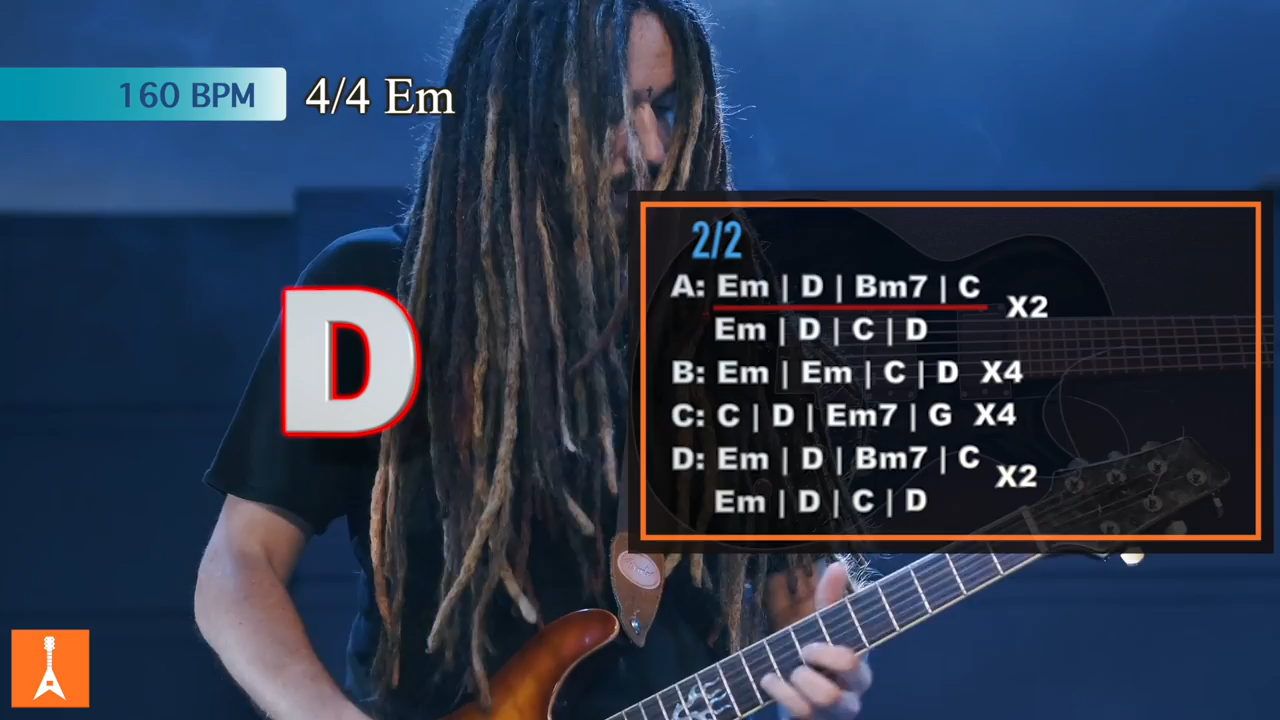 160 BPM
4/4 Em
D
2/2
A: Em | D | Bm7 | C
X2
Em | D | C | D
B: Em | Em | C | D X4
C: C | D | Em7 | G X4
D: Em | D | Bm7 | C
X2
Em | D | C | D